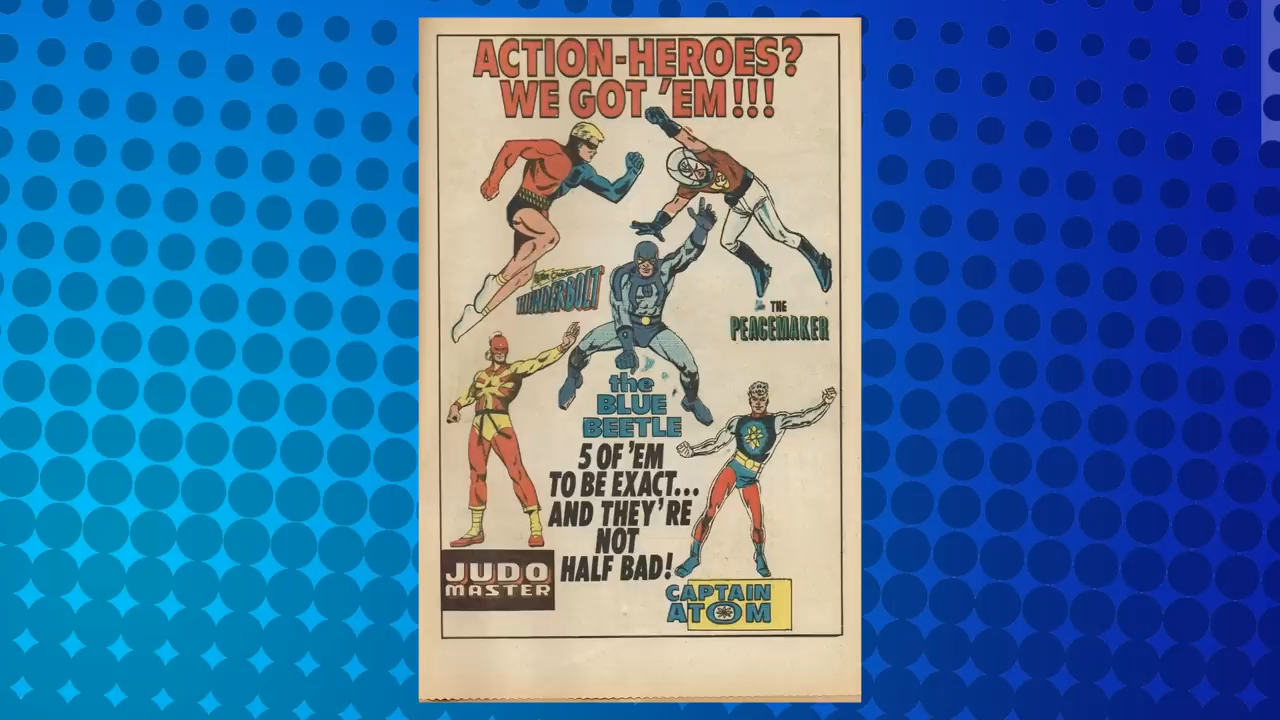 ACTION-HEROES?
WE GOT 'EM!!!
THUNDERBOLT
THE
PEACEMAKER
the
BLUE
BEETLE
5 OF 'EM
TO BE EXACT...
AND THEY'RE
NOT
HALF BAD!
JUDO
MASTER
CAPTAIN
ATOM